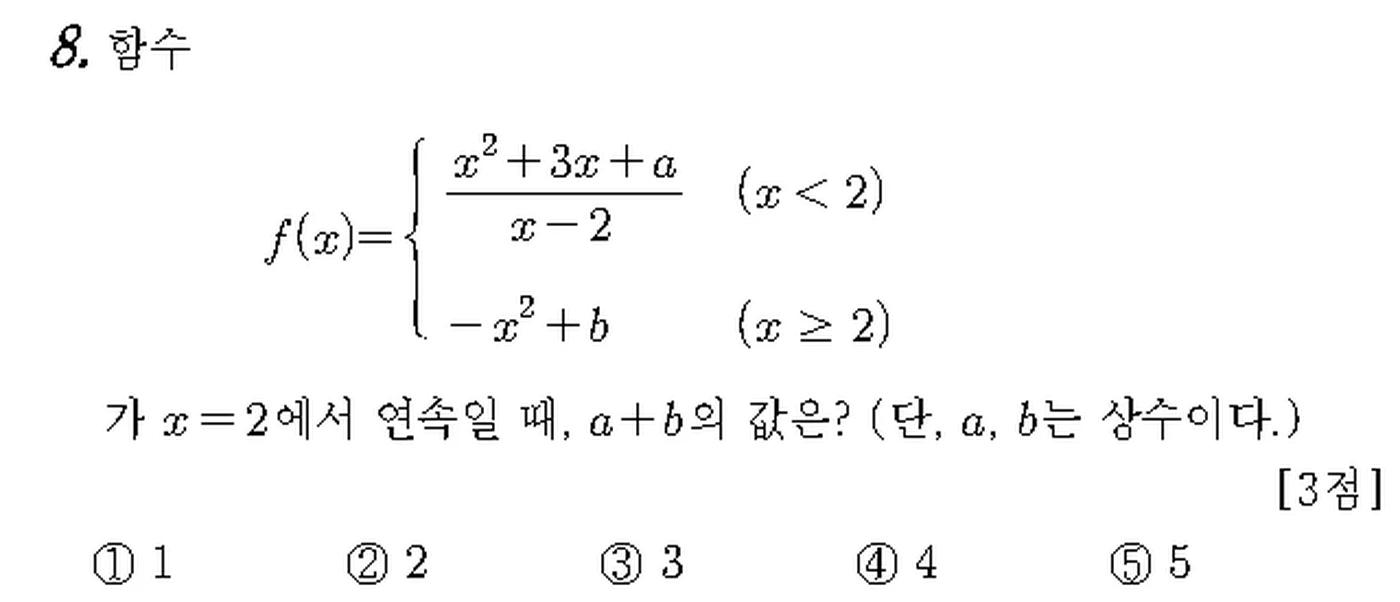 8. 함수
f(x)= { (x²+3x+a)/(x-2) (x < 2)
-x²+b (x ≥ 2)
가 x=2에서 연속일 때, a+b의 값은? (단, a, b는 상수이다.)
[3점]
① 1 ② 2 ③ 3 ④ 4 ⑤ 5